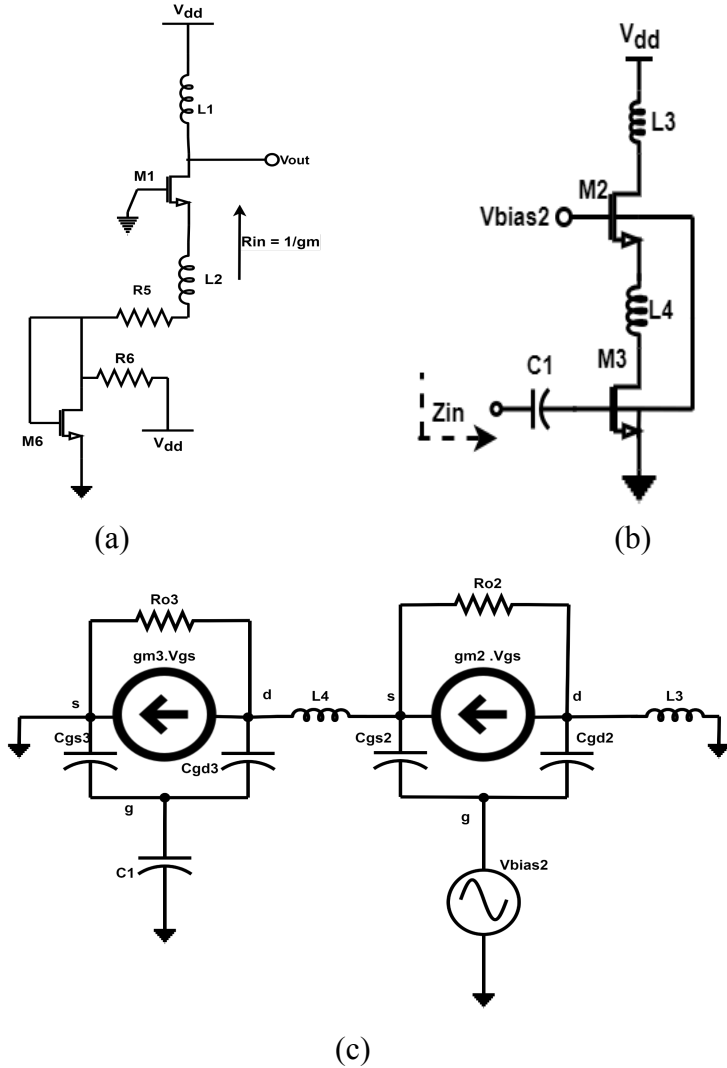 Vdd
L1
M1
Vout
Rin = 1/gm
L2
R5
R6
M6
Vdd
(a)
Vdd
L3
M2
Vbias2
L4
M3
C1
Zin
(b)
Ro3
gm3.Vgs
s
d
Cgs3
Cgd3
g
C1
L4
Ro2
gm2 .Vgs
s
d
Cgs2
Cgd2
g
L3
Vbias2
(c)